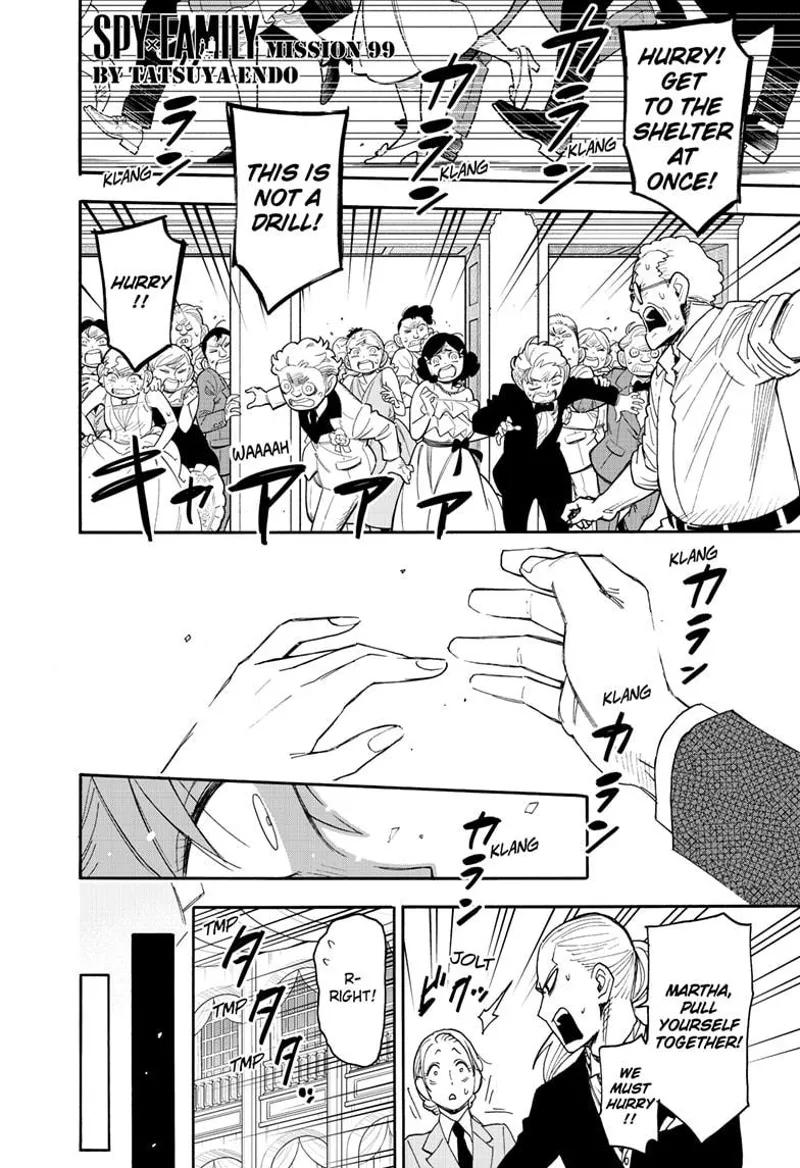 SPY×FAMILY MISSION 99
BY TATSUYA ENDO
HURRY!
GET
TO THE
SHELTER
AT
ONCE!
カラン
KLANG
カラン
KLANG
カラン
KLANG
THIS IS
NOT A
DRILL!
HURRY
!!
WAAAAH
キャアアア
KLANG
カラン
KLANG
カラン
カラン
KLANG
MARTHA,
PULL
YOURSELF
TOGETHER!
WE
MUST
HURRY!!
JOLT
ビクッ
R-
RIGHT!
TMP
TMP
TMP
タタタ